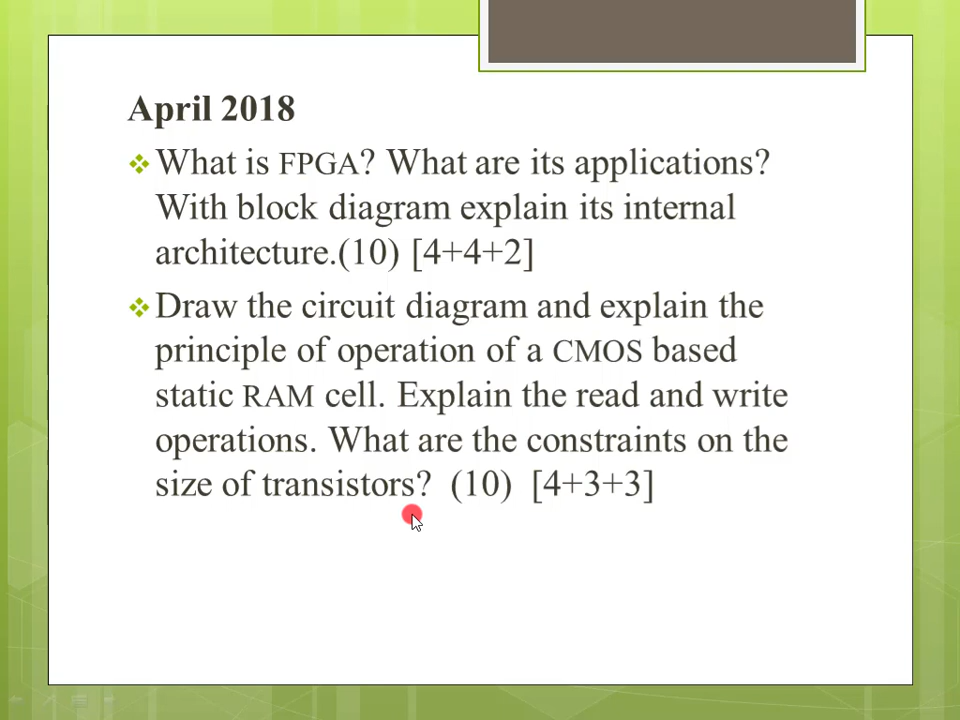 April 2018
What is FPGA? What are its applications?
With block diagram explain its internal
architecture.(10) [4+4+2]
Draw the circuit diagram and explain the
principle of operation of a CMOS based
static RAM cell. Explain the read and write
operations. What are the constraints on the
size of transistors? (10) [4+3+3]